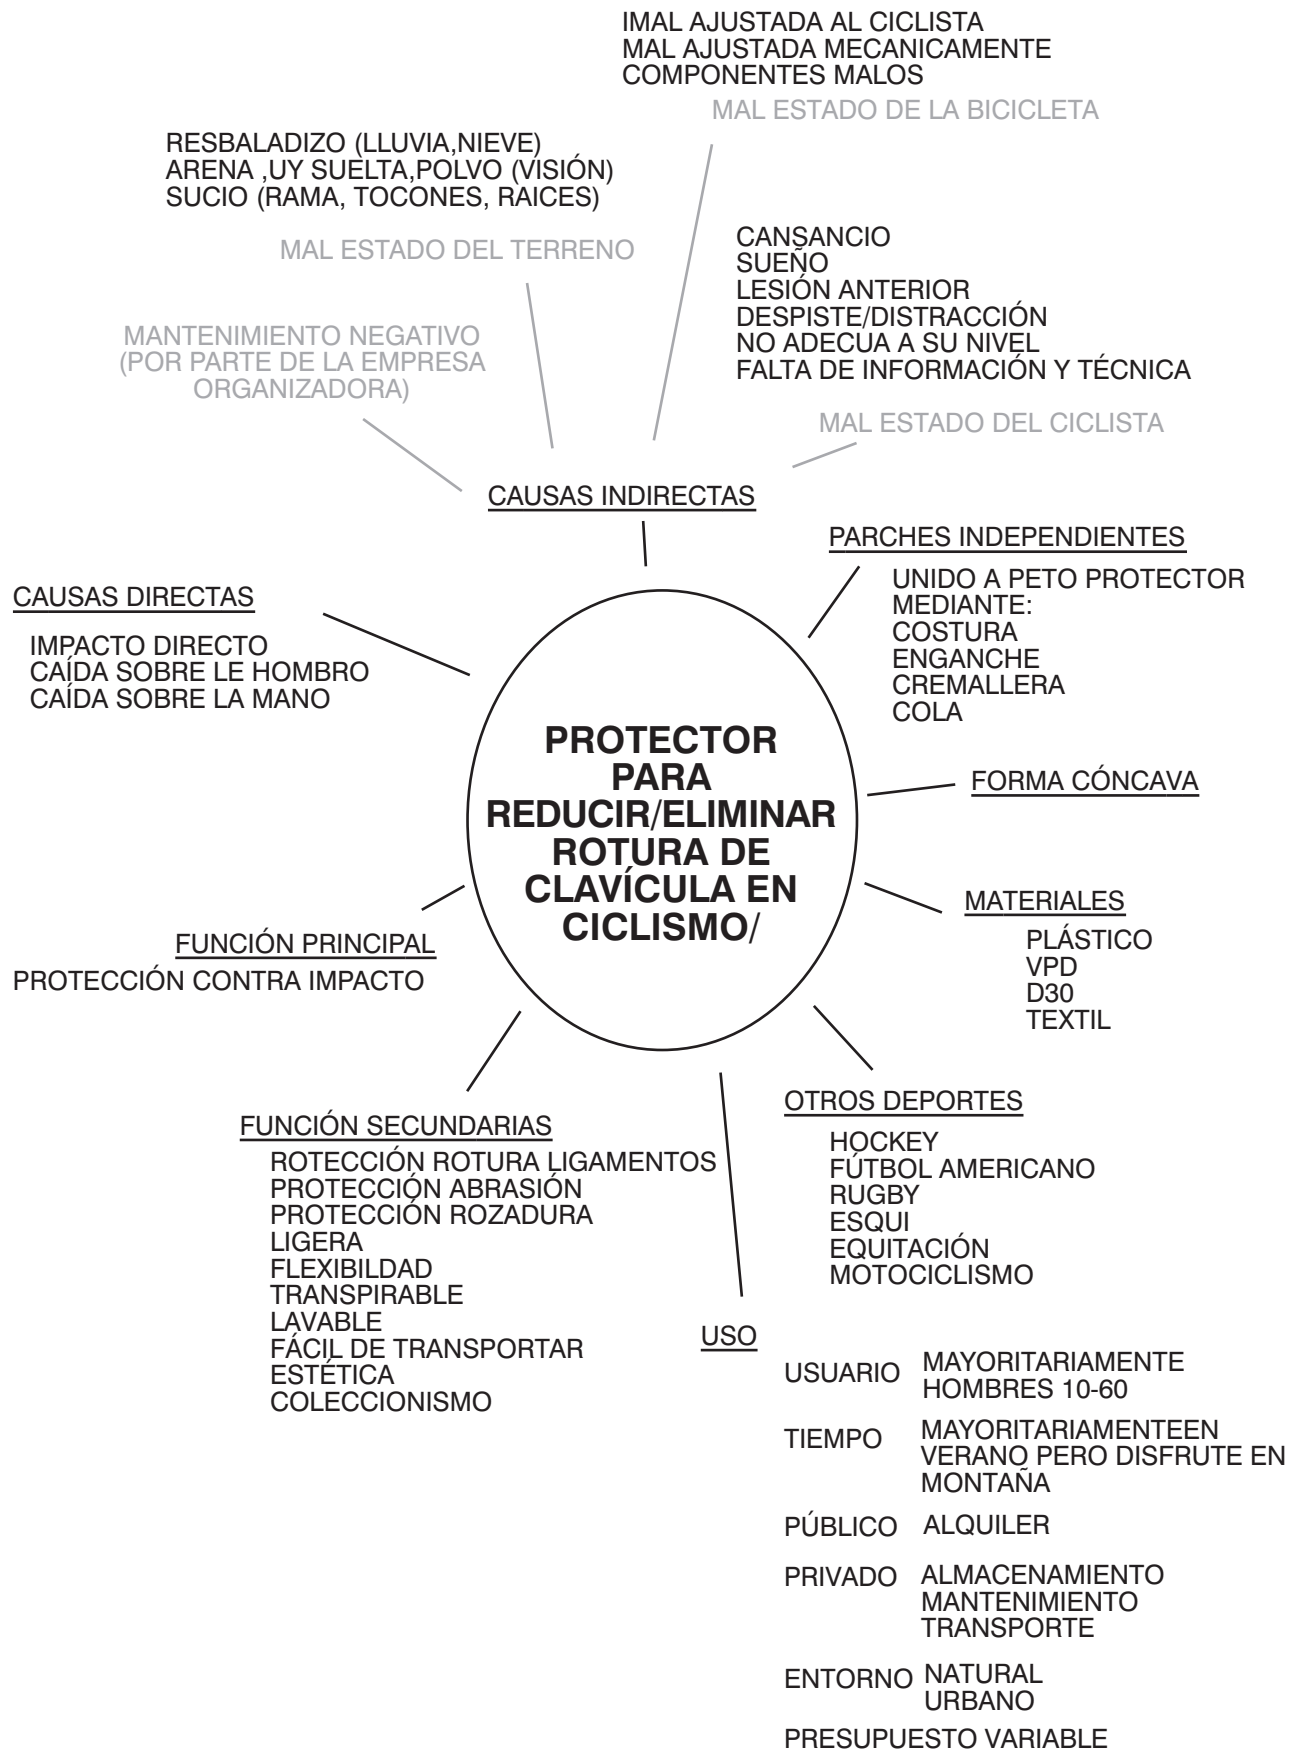 IMAL AJUSTADA AL CICLISTA
MAL AJUSTADA MECANICAMENTE
COMPONENTES MALOS
MAL ESTADO DE LA BICICLETA
RESBALADIZO (LLUVIA,NIEVE)
ARENA ,UY SUELTA,POLVO (VISIÓN)
SUCIO (RAMA, TOCONES, RAICES)
MAL ESTADO DEL TERRENO
CANSANCIO
SUEÑO
LESIÓN ANTERIOR
DESPISTE/DISTRACCIÓN
NO ADECUA A SU NIVEL
FALTA DE INFORMACIÓN Y TÉCNICA
MAL ESTADO DEL CICLISTA
MANTENIMIENTO NEGATIVO
(POR PARTE DE LA EMPRESA
ORGANIZADORA)
CAUSAS INDIRECTAS
PARCHES INDEPENDIENTES
UNIDO A PETO PROTECTOR
MEDIANTE:
COSTURA
ENGANCHE
CREMALLERA
COLA
CAUSAS DIRECTAS
IMPACTO DIRECTO
CAÍDA SOBRE LE HOMBRO
CAÍDA SOBRE LA MANO
PROTECTOR
PARA
REDUCIR/ELIMINAR
ROTURA DE
CLAVÍCULA EN
CICLISMO/
FORMA CÓNCAVA
MATERIALES
PLÁSTICO
VPD
D30
TEXTIL
FUNCIÓN PRINCIPAL
PROTECCIÓN CONTRA IMPACTO
FUNCIÓN SECUNDARIAS
ROTECCIÓN ROTURA LIGAMENTOS
PROTECCIÓN ABRASIÓN
PROTECCIÓN ROZADURA
LIGERA
FLEXIBILDAD
TRANSPIRABLE
LAVABLE
FÁCIL DE TRANSPORTAR
ESTÉTICA
COLECCIONISMO
OTROS DEPORTES
HOCKEY
FÚTBOL AMERICANO
RUGBY
ESQUI
EQUITACIÓN
MOTOCICLISMO
USO
USUARIO MAYORITARIAMENTE
HOMBRES 10-60
TIEMPO MAYORITARIAMENTEEN
VERANO PERO DISFRUTE EN
MONTAÑA
PÚBLICO ALQUILER
PRIVADO ALMACENAMIENTO
MANTENIMIENTO
TRANSPORTE
ENTORNO NATURAL
URBANO
PRESUPUESTO VARIABLE